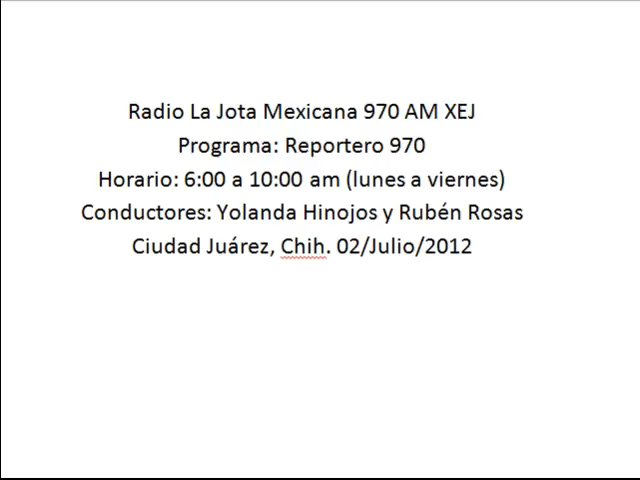 Radio La Jota Mexicana 970 AM XEJ
Programa: Reportero 970
Horario: 6:00 a 10:00 am (lunes a viernes)
Conductores: Yolanda Hinojos y Rubén Rosas
Ciudad Juárez, Chih. 02/Julio/2012